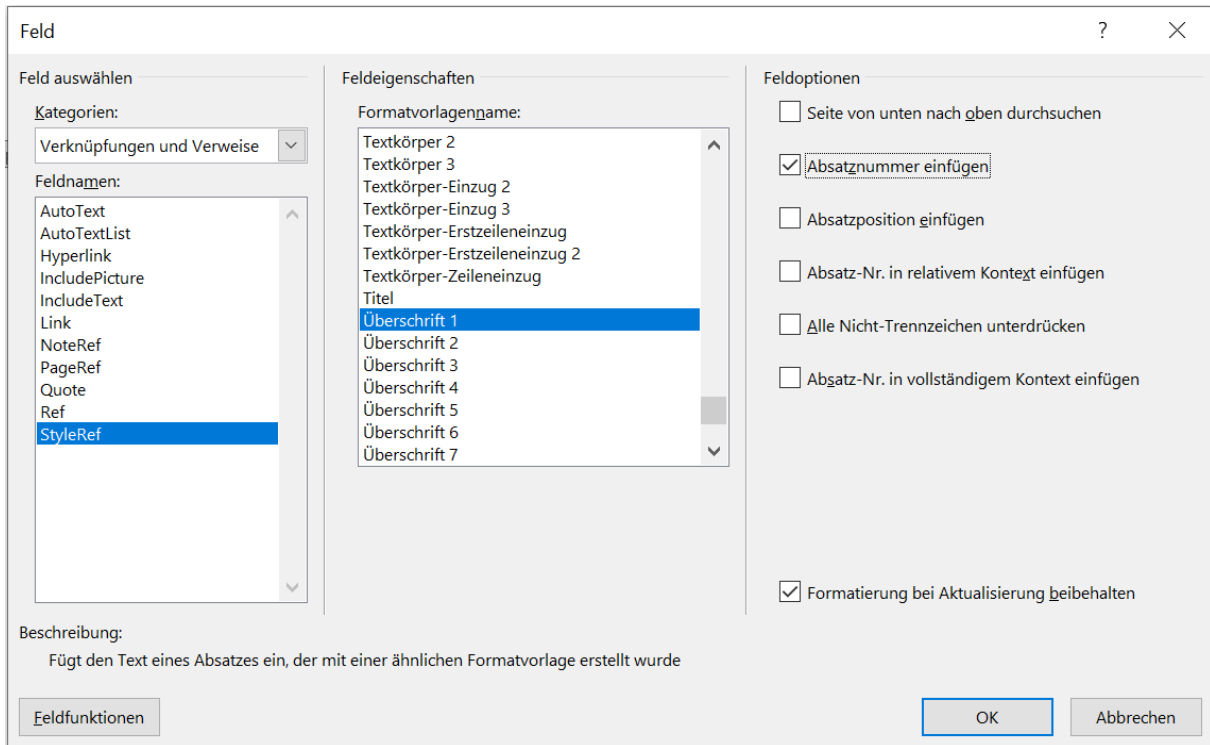 Feld
?
Feld auswählen
Kategorien:
Verknüpfungen und Verweise
Feldnamen:
AutoText
AutoTextList
Hyperlink
IncludePicture
IncludeText
Link
NoteRef
PageRef
Quote
Ref
StyleRef
Feldeigenschaften
Formatvorlagenname:
Textkörper 2
Textkörper 3
Textkörper-Einzug 2
Textkörper-Einzug 3
Textkörper-Erstzeileneinzug
Textkörper-Erstzeileneinzug 2
Textkörper-Zeileneinzug
Titel
Überschrift 1
Überschrift 2
Überschrift 3
Überschrift 4
Überschrift 5
Überschrift 6
Überschrift 7
Feldoptionen
Seite von unten nach oben durchsuchen
Absatznummer einfügen
Absatzposition einfügen
Absatz-Nr. in relativem Kontext einfügen
Alle Nicht-Trennzeichen unterdrücken
Absatz-Nr. in vollständigem Kontext einfügen
Formatierung bei Aktualisierung beibehalten
Beschreibung:
Fügt den Text eines Absatzes ein, der mit einer ähnlichen Formatvorlage erstellt wurde
Feldfunktionen
OK
Abbrechen